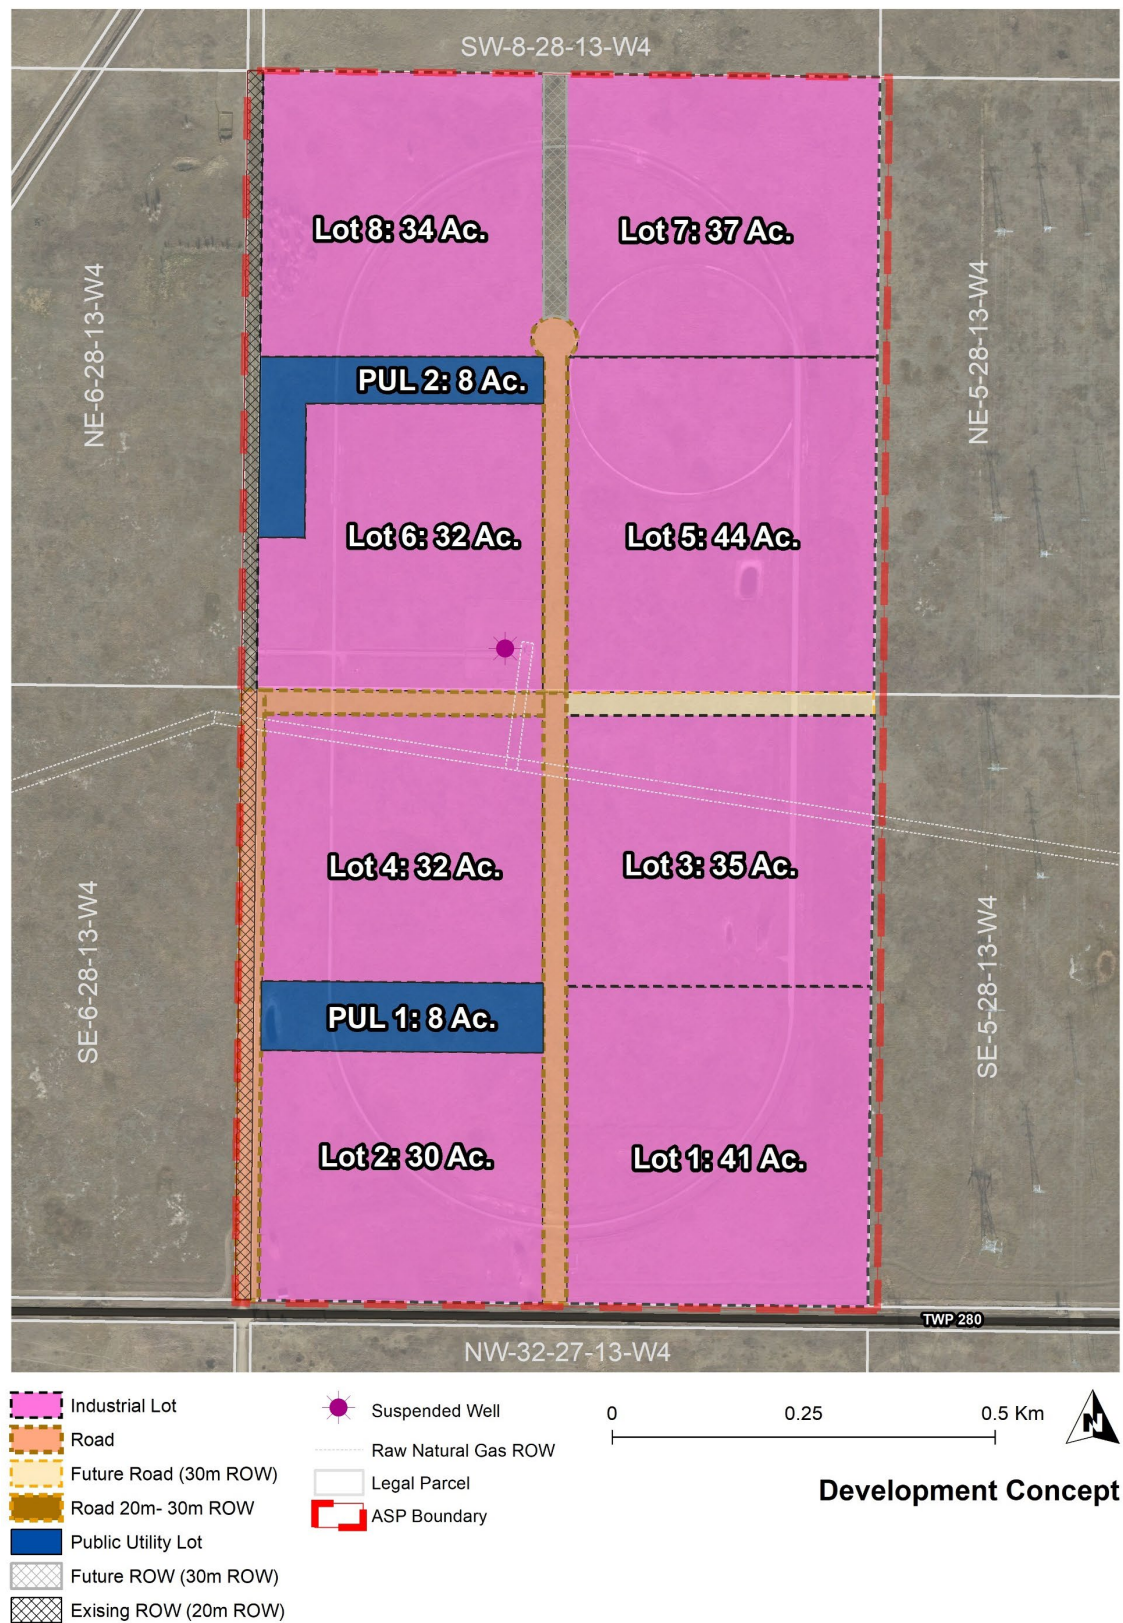 SW-8-28-13-W4
Lot 8: 34 Ac.
Lot 7: 37 Ac.
NE-6-28-13-W4
NE-5-28-13-W4
PUL 2: 8 Ac.
Lot 6: 32 Ac.
Lot 5: 44 Ac.
Lot 4: 32 Ac.
Lot 3: 35 Ac.
SE-6-28-13-W4
SE-5-28-13-W4
PUL 1: 8 Ac.
Lot 2: 30 Ac.
Lot 1: 41 Ac.
TWP 280
NW-32-27-13-W4
Industrial Lot
Road
Future Road (30m ROW)
Road 20m- 30m ROW
Public Utility Lot
Future ROW (30m ROW)
Exising ROW (20m ROW)
Suspended Well
Raw Natural Gas ROW
Legal Parcel
ASP Boundary
0 0.25 0.5 Km
N
Development Concept